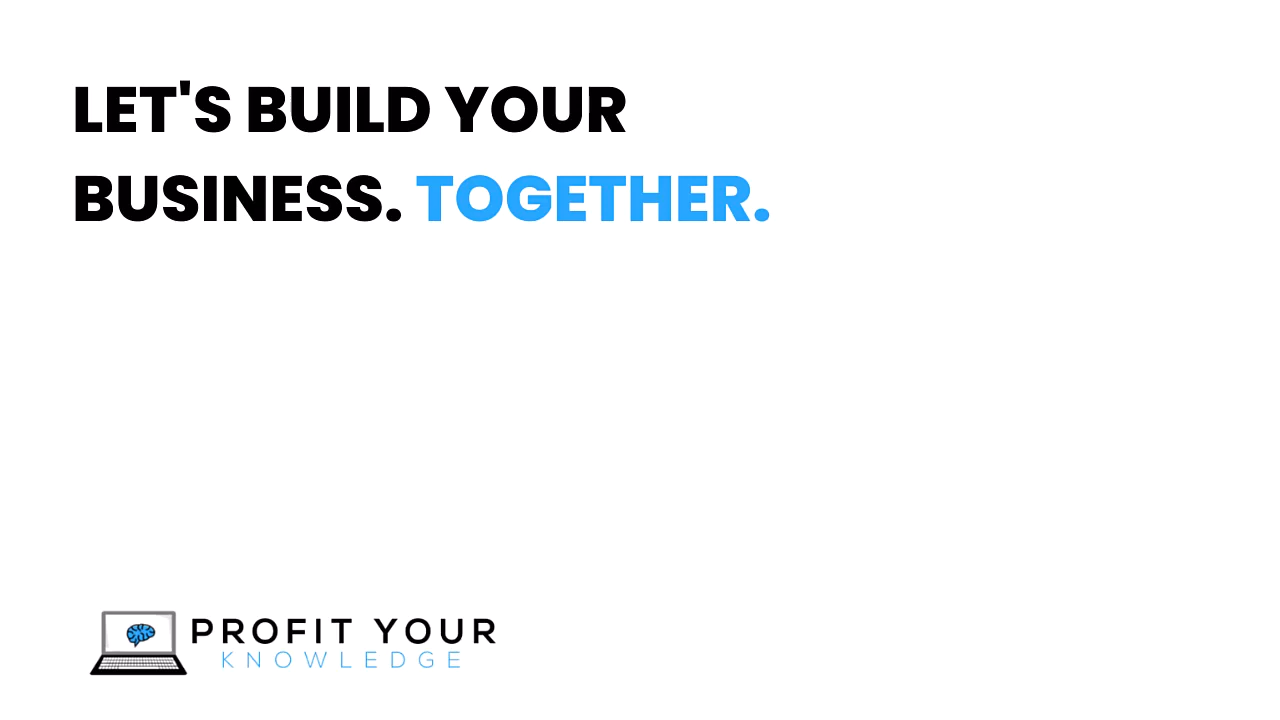 LET'S BUILD YOUR
BUSINESS. TOGETHER.
PROFIT YOUR
KNOWLEDGE